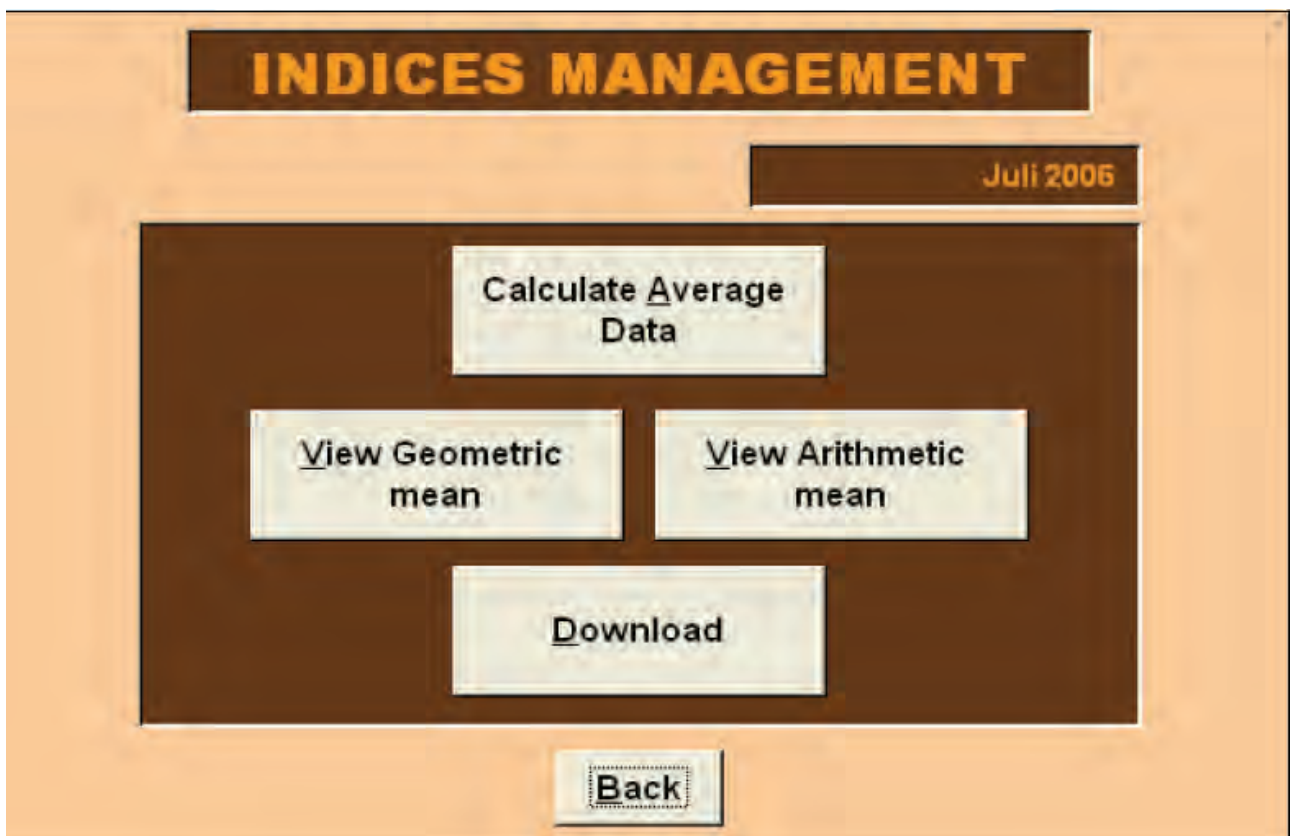 INDICES MANAGEMENT
Juli 2006
Calculate Average
Data
View Geometric
mean
View Arithmetic
mean
Download
Back